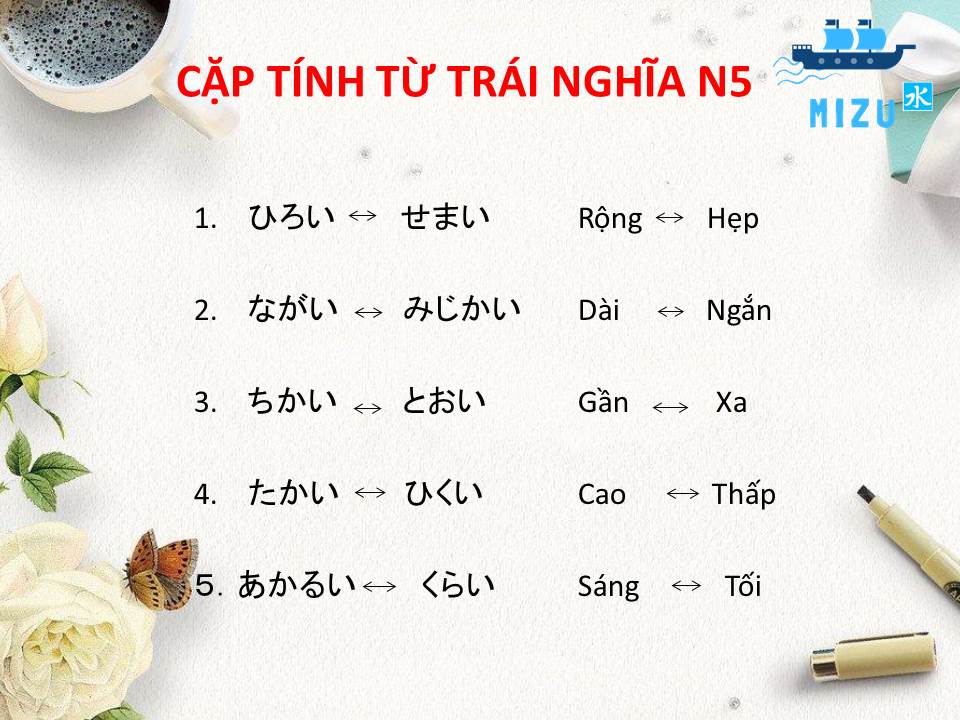 CẶP TÍNH TỪ TRÁI NGHĨA N5
MIZU 水
1. ひろい ↔ せまい Rộng ↔ Hẹp
2. ながい ↔ みじかい Dài ↔ Ngắn
3. ちかい ↔ とおい Gần ↔ Xa
4. たかい ↔ ひくい Cao ↔ Thấp
５. あかるい ↔ くらい Sáng ↔ Tối